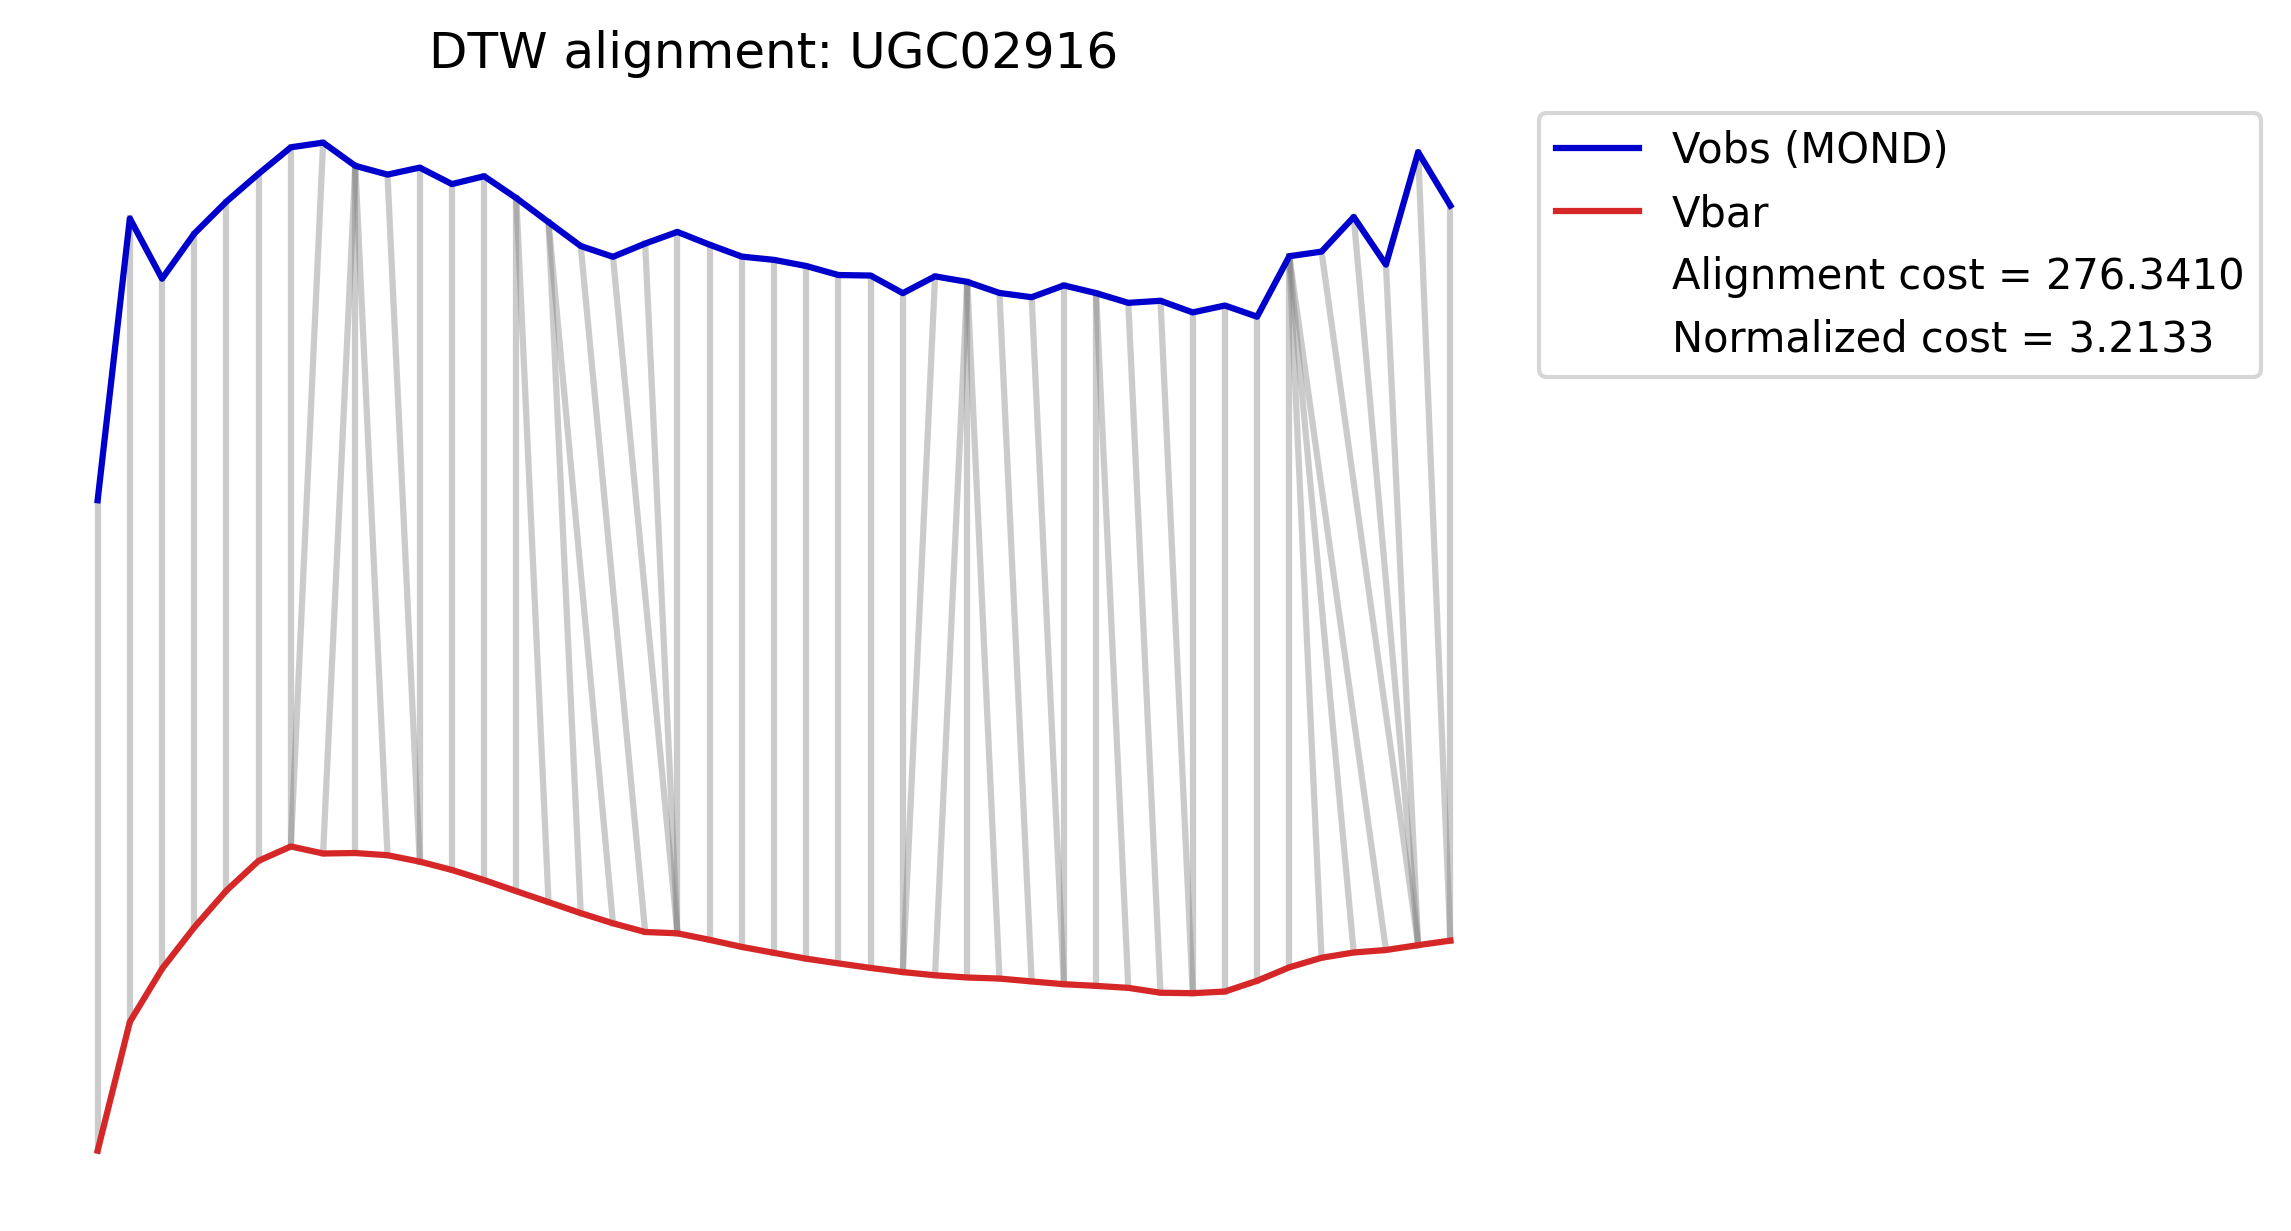 DTW alignment: UGC02916
Vobs (MOND)
Vbar
Alignment cost = 276.3410
Normalized cost = 3.2133